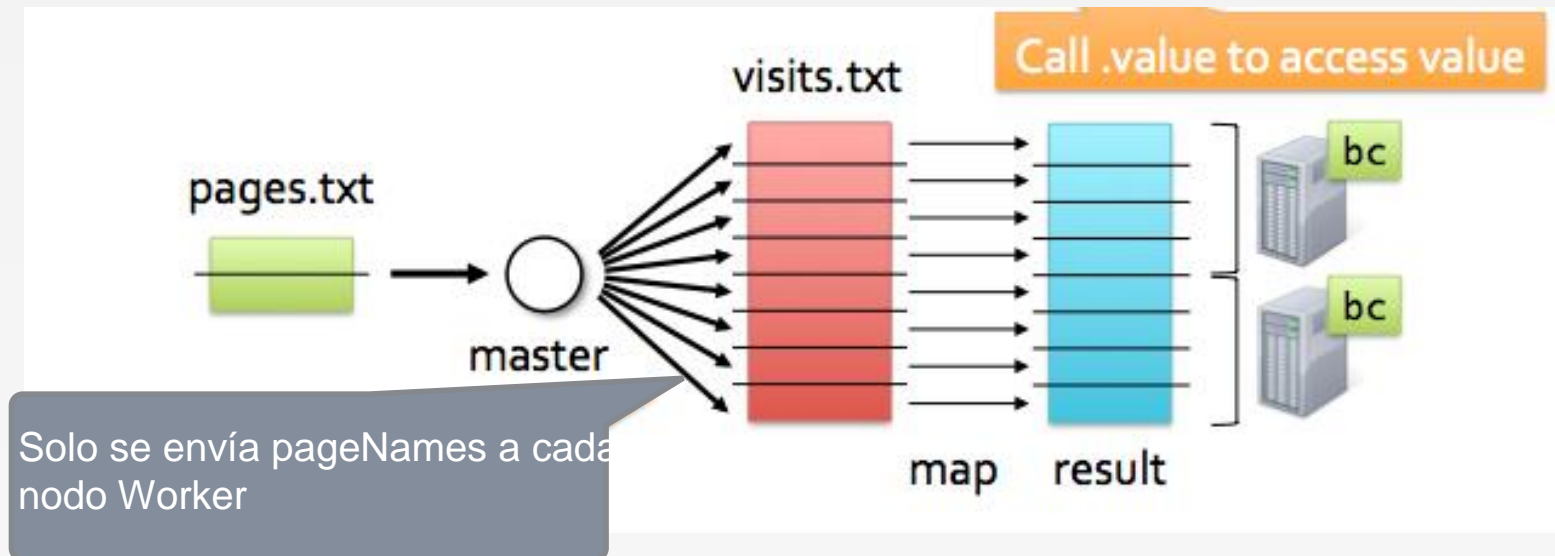 Call .value to access value
visits.txt
pages.txt
bc
bc
master
Solo se envía pageNames a cada
nodo Worker
map
result